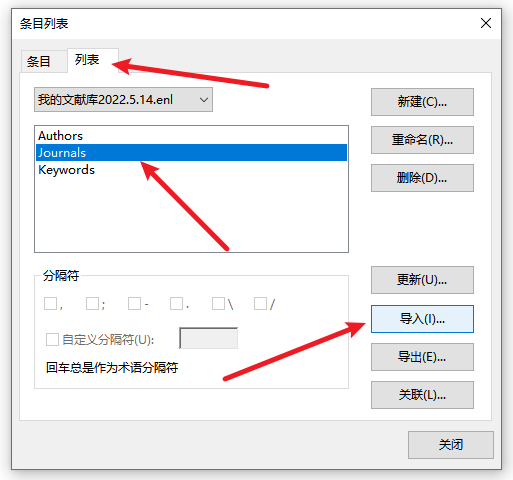 条目列表
条目
列表
我的文献库2022.5.14.enl
Authors
Journals
Keywords
新建(C)...
重命名(R)...
删除(D)...
分隔符
, ; - . \ /
自定义分隔符(U):
回车总是作为术语分隔符
更新(U)...
导入(I)...
导出(E)...
关联(L)...
关闭